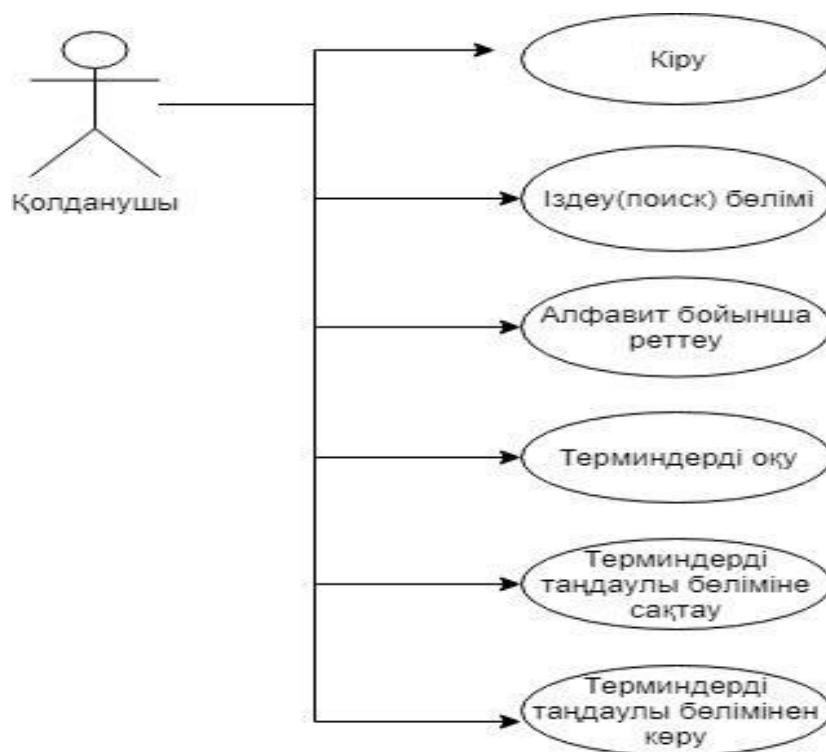 Қолданушы
Кіру
Іздеу(поиск) бөлімі
Алфавит бойынша
реттеу
Терминдерді оқу
Терминдерді
таңдаулы бөліміне
сақтау
Терминдерді
таңдаулы бөлімінен
көру